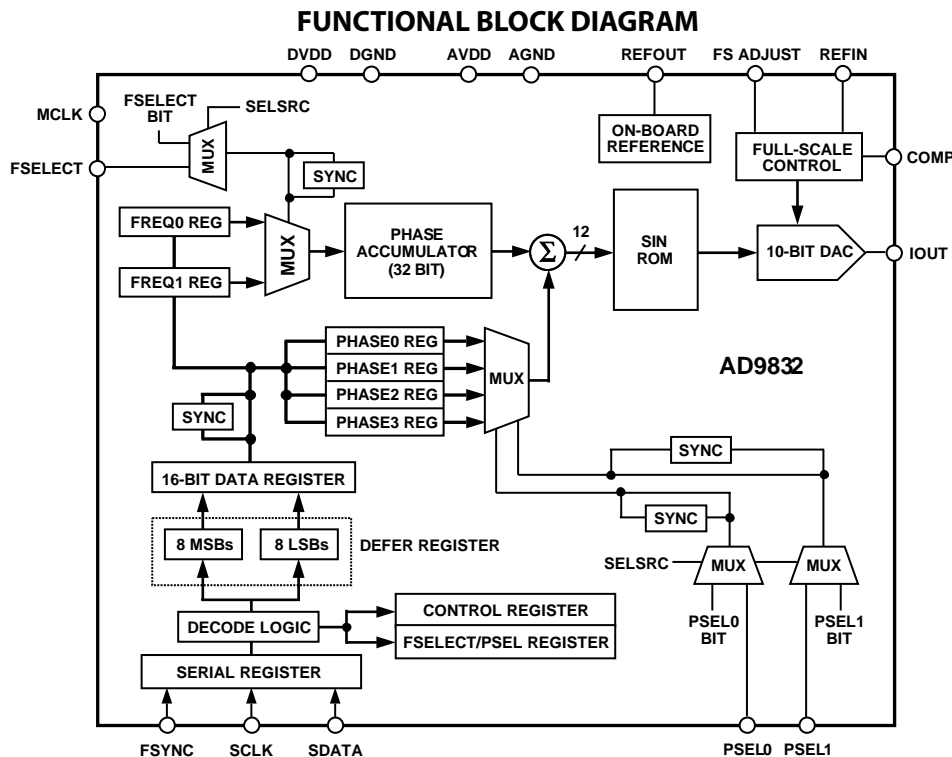 FUNCTIONAL BLOCK DIAGRAM
DVDD
DGND
AVDD
AGND
REFOUT
FS ADJUST
REFIN
MCLK
FSELECT
BIT
SELSRC
ON-BOARD
REFERENCE
FULL-SCALE
CONTROL
COMP
MUX
FSELECT
SYNC
FREQ0 REG
MUX
PHASE
ACCUMULATOR
(32 BIT)
Σ
12
SIN
ROM
10-BIT DAC
IOUT
FREQ1 REG
PHASE0 REG
PHASE1 REG
PHASE2 REG
PHASE3 REG
MUX
AD9832
SYNC
SYNC
16-BIT DATA REGISTER
SYNC
8 MSBs
8 LSBs
DEFER REGISTER
SELSRC
MUX
MUX
PSEL0
BIT
PSEL1
BIT
DECODE LOGIC
CONTROL REGISTER
FSELECT/PSEL REGISTER
SERIAL REGISTER
FSYNC
SCLK
SDATA
PSEL0
PSEL1